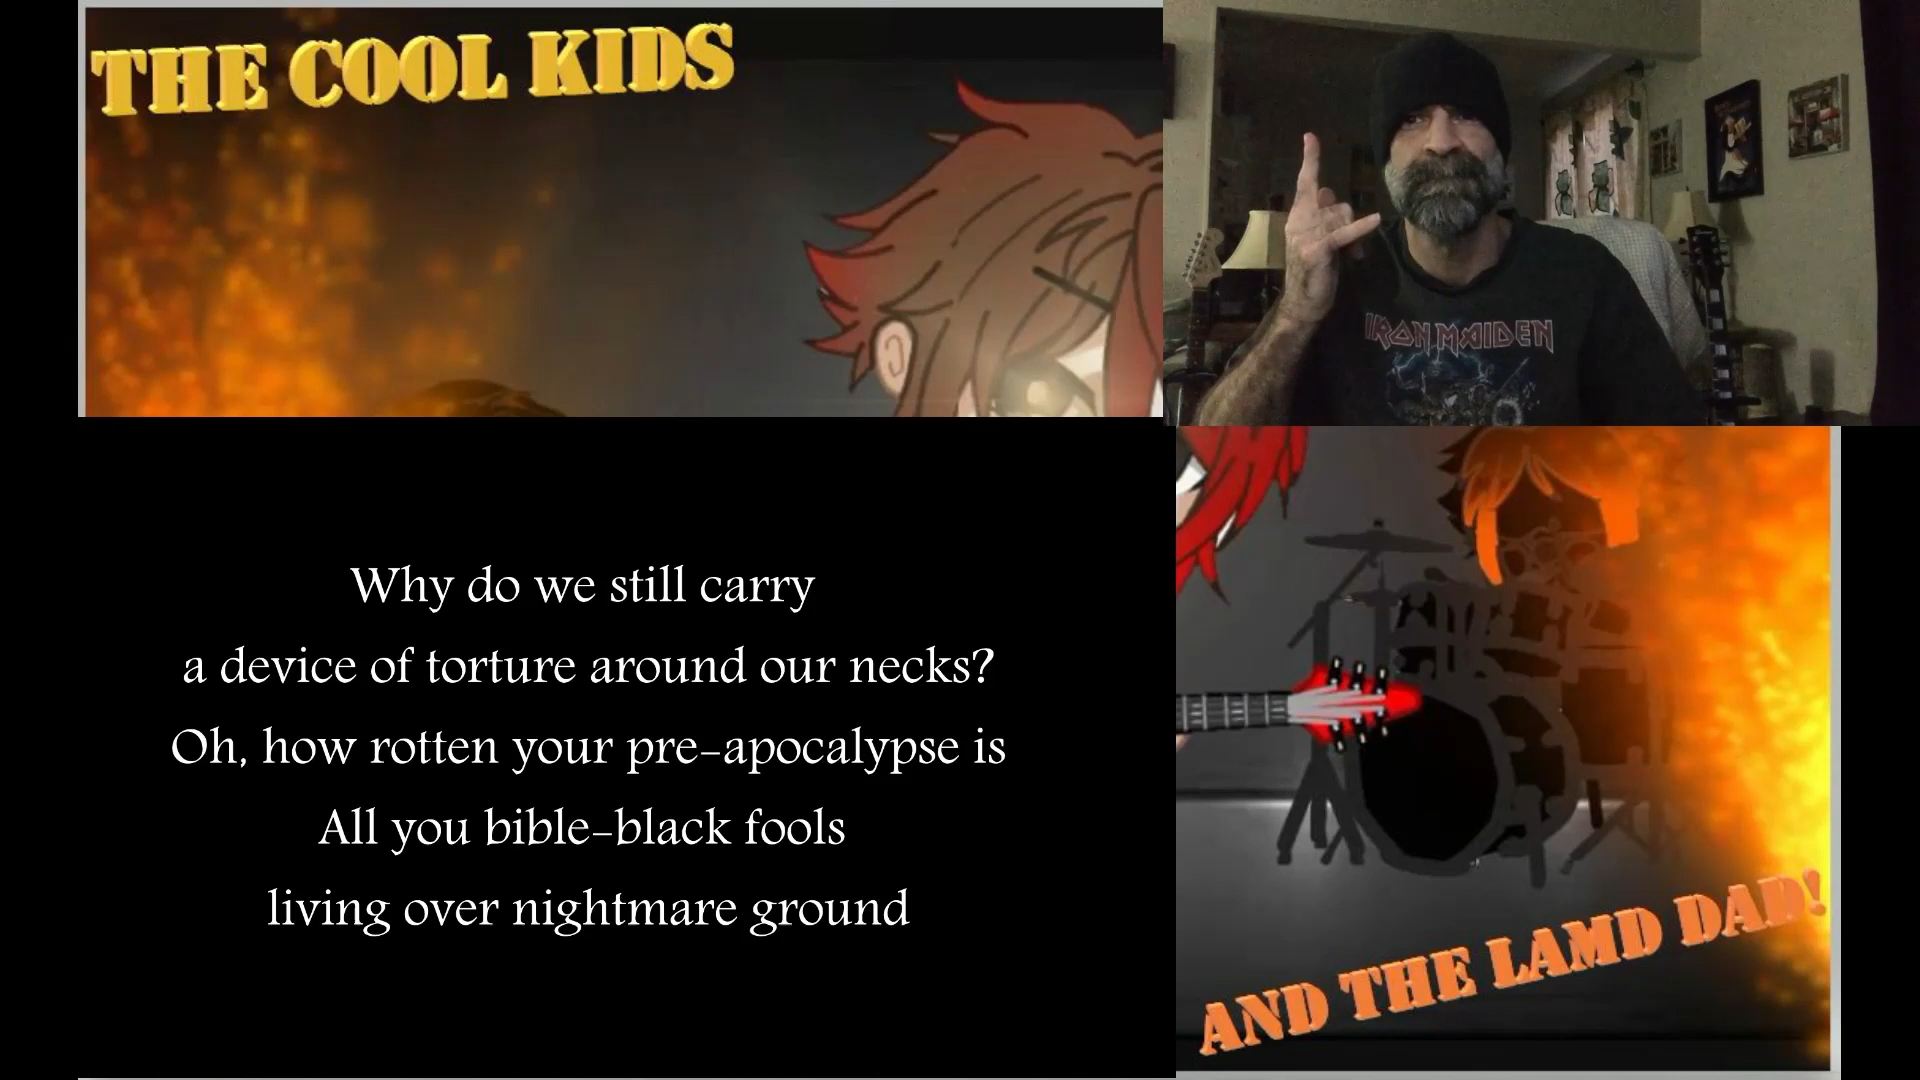 THE COOL KIDS
IRON MAIDEN
Why do we still carry
a device of torture around our necks?
Oh, how rotten your pre-apocalypse is
All you bible-black fools
living over nightmare ground
AND THE LAMD DAD!